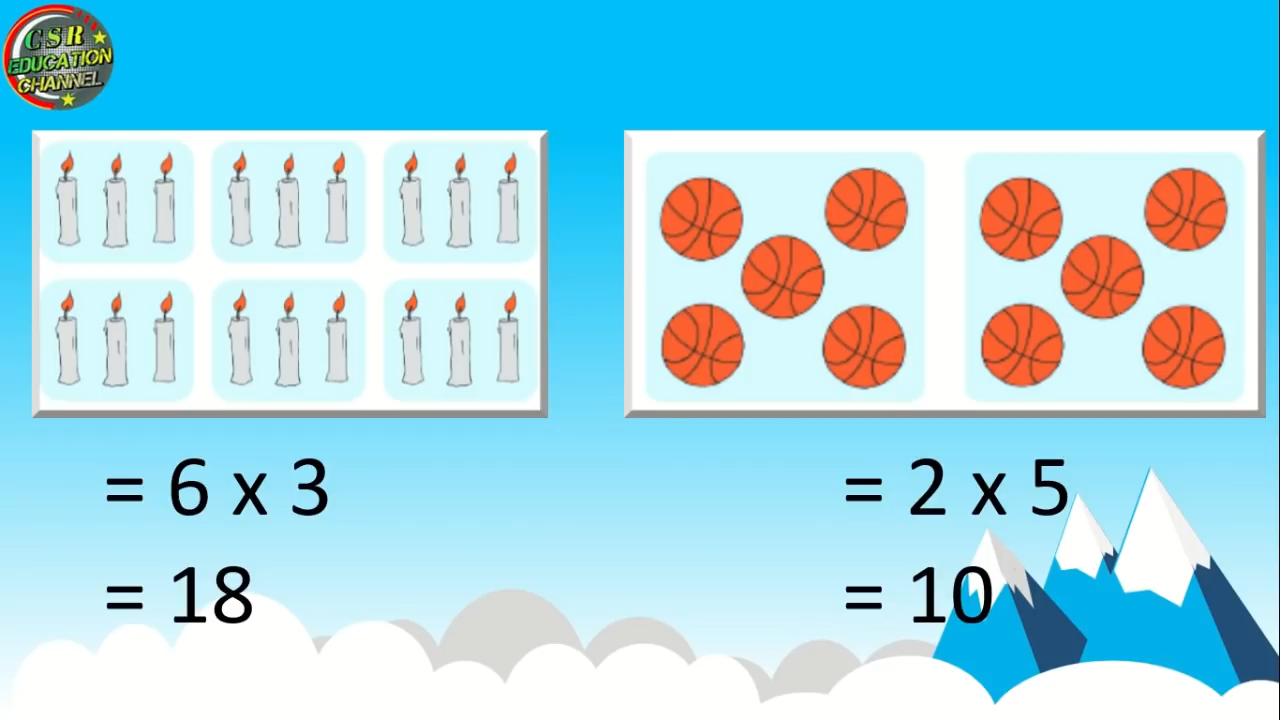 CSR
EDUCATION
CHANNEL
= 6 x 3
= 18
= 2 x 5
= 10